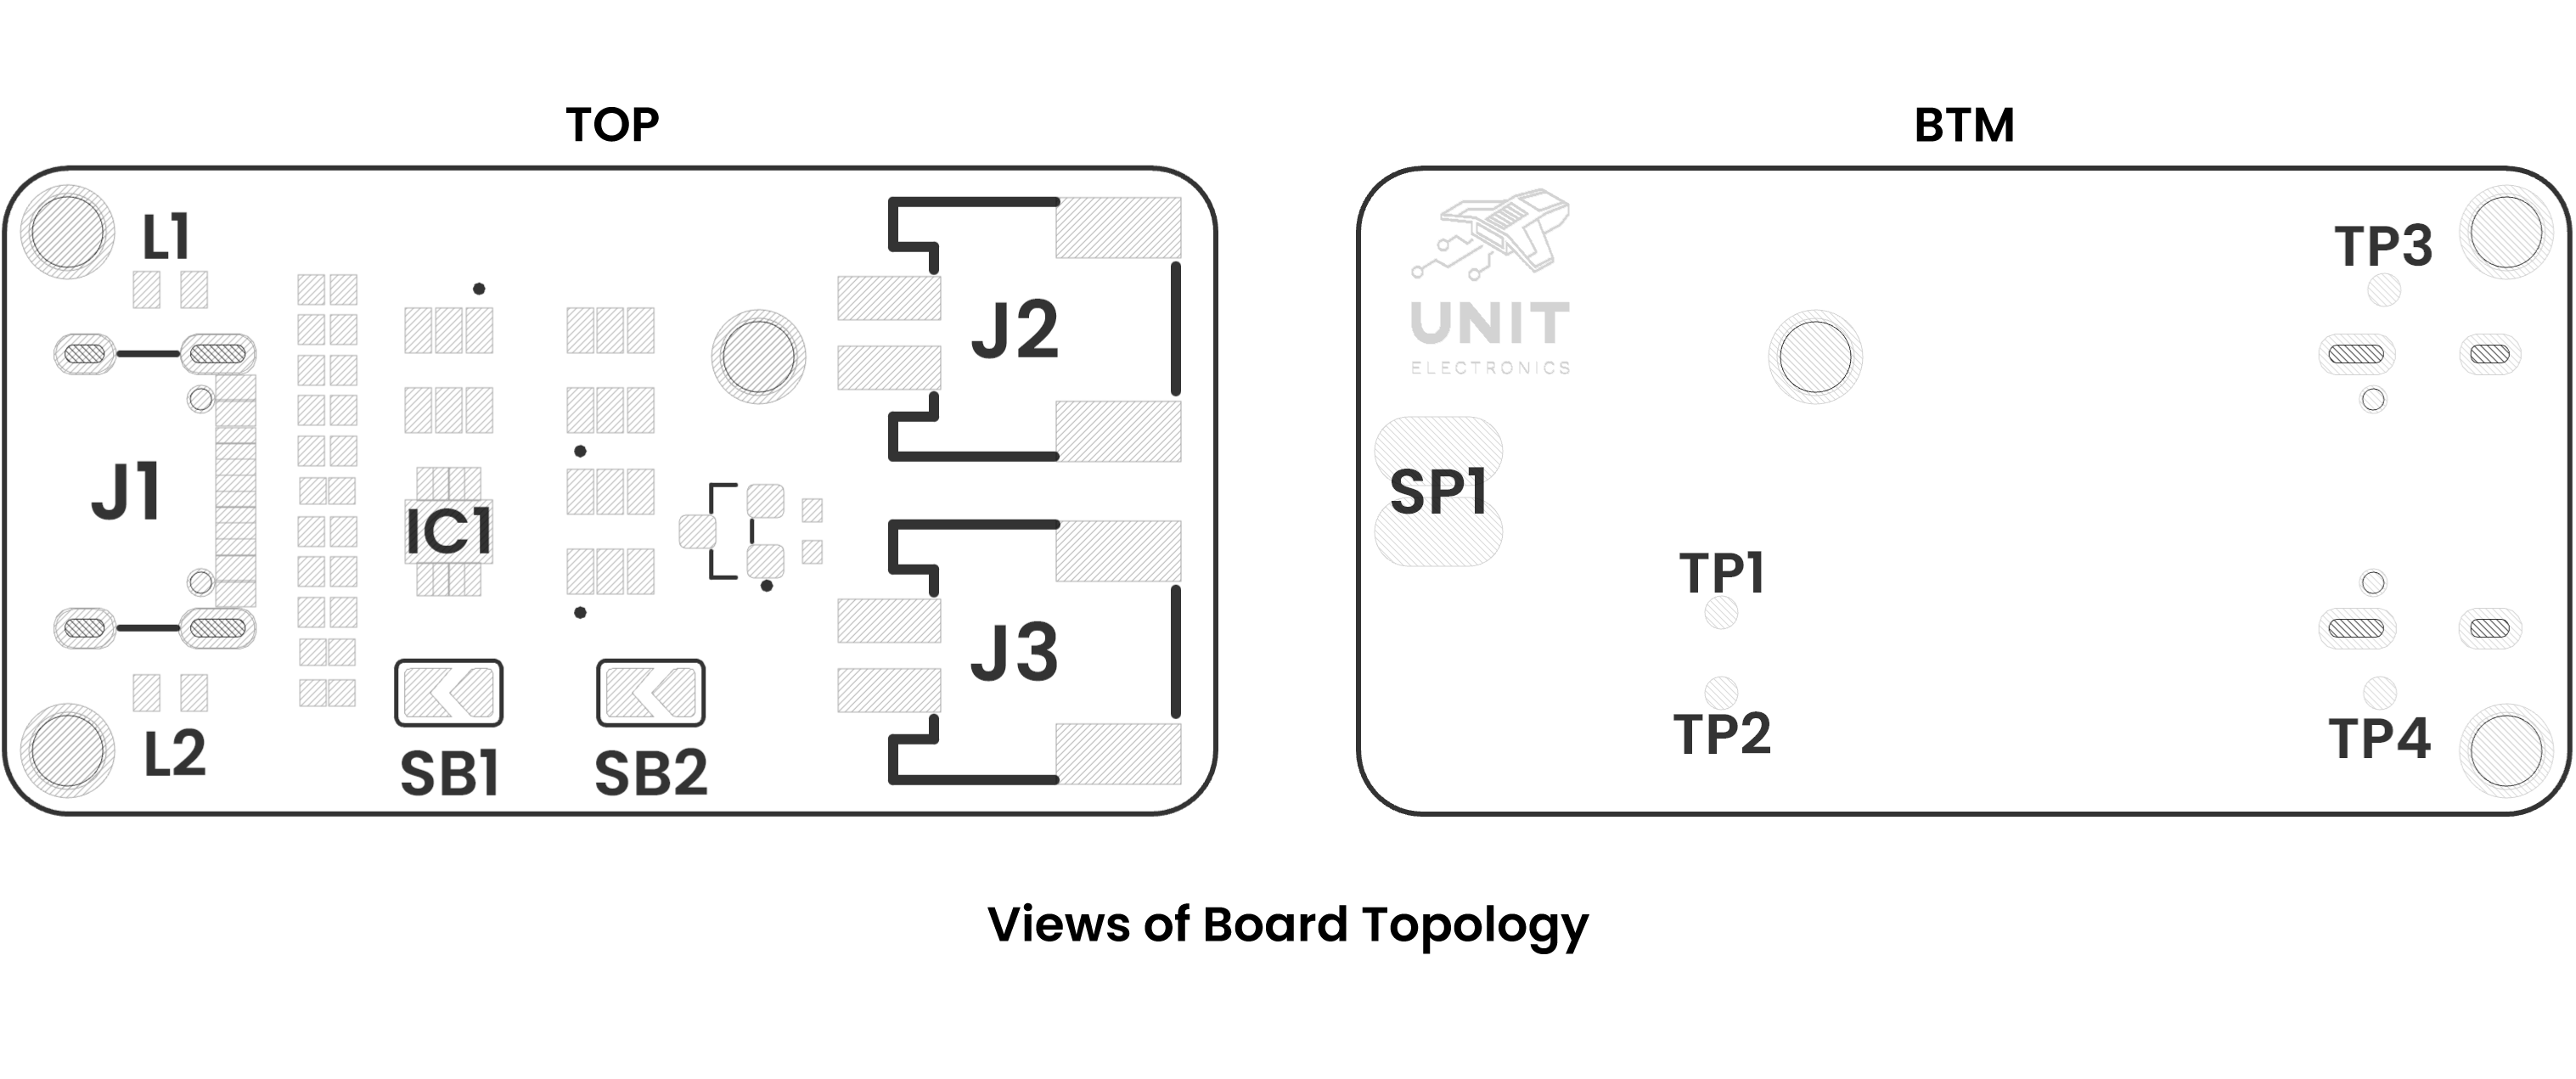 TOP
L1
J1
L2
IC1
SB1
SB2
J2
J3
BTM
UNIT
ELECTRONICS
SP1
TP1
TP2
TP3
TP4
Views of Board Topology